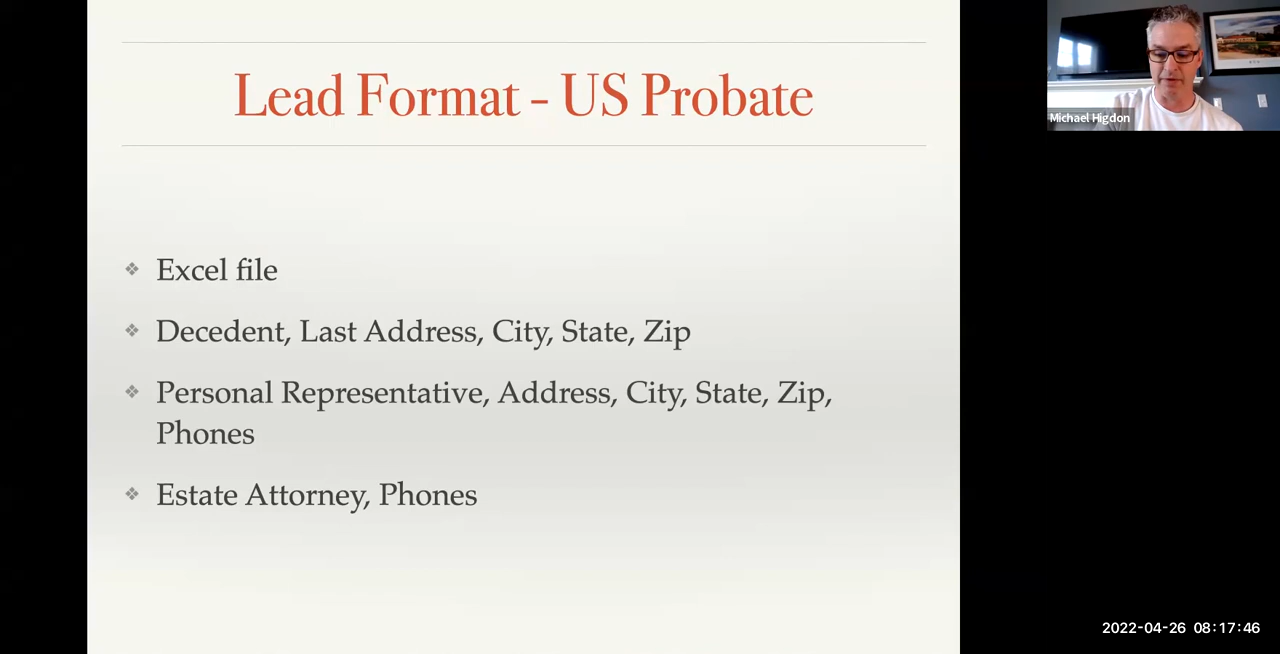 Lead Format - US Probate
Michael Higdon
❖ Excel file
❖ Decedent, Last Address, City, State, Zip
❖ Personal Representative, Address, City, State, Zip,
Phones
❖ Estate Attorney, Phones
2022-04-26 08:17:46